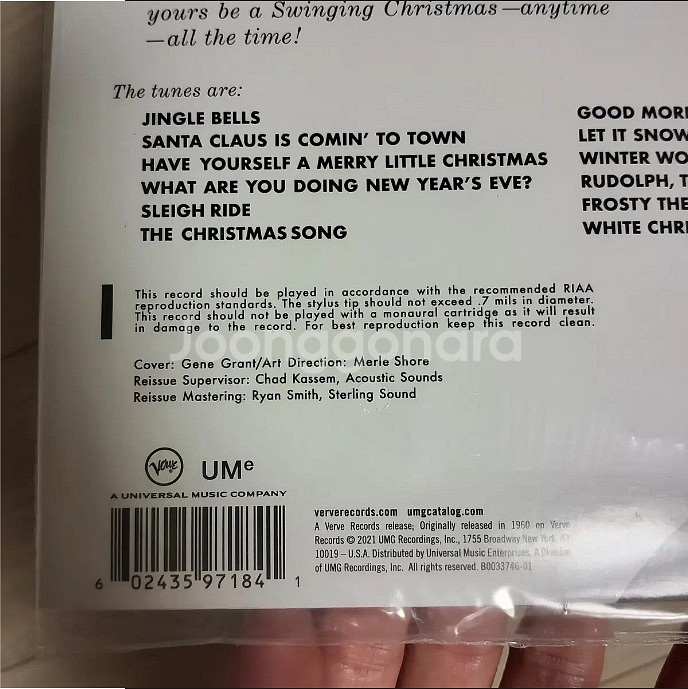 yours be a Swinging Christmas—anytime
—all the time!
The tunes are:
JINGLE BELLS
SANTA CLAUS IS COMIN' TO TOWN
HAVE YOURSELF A MERRY LITTLE CHRISTMAS
WHAT ARE YOU DOING NEW YEAR'S EVE?
SLEIGH RIDE
THE CHRISTMAS SONG
GOOD MOR
LET IT SNOW
WINTER WO
RUDOLPH, T
FROSTY THE
WHITE CHR
This record should be played in accordance with the recommended RIAA
reproduction standards. The stylus tip should not exceed .7 mils in diameter.
This record should not be played with a monaural cartridge as it will result
in damage to the record. For best reproduction keep this record clean.
Joonggonara
Cover: Gene Grant/Art Direction: Merle Shore
Reissue Supervisor: Chad Kassem, Acoustic Sounds
Reissue Mastering: Ryan Smith, Sterling Sound
Verve UMe
A UNIVERSAL MUSIC COMPANY
ververecords.com umgcatalog.com
A Verve Records release; Originally released in 1960 on Verve
Records © 2021 UMG Recordings, Inc., 1755 Broadway New York, NY
10019 – U.S.A. Distributed by Universal Music Enterprises, A Division
of UMG Recordings, Inc. All rights reserved. B0033746-01
6 02435 97184 1